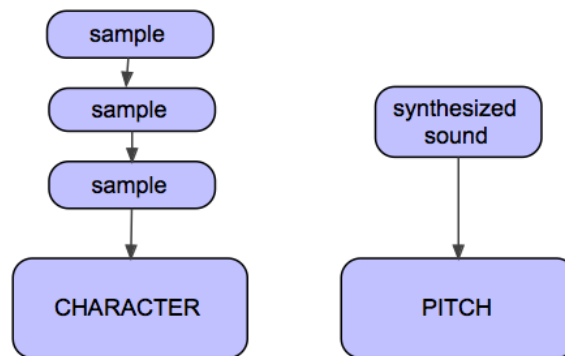 sample
sample
sample
CHARACTER
synthesized
sound
PITCH